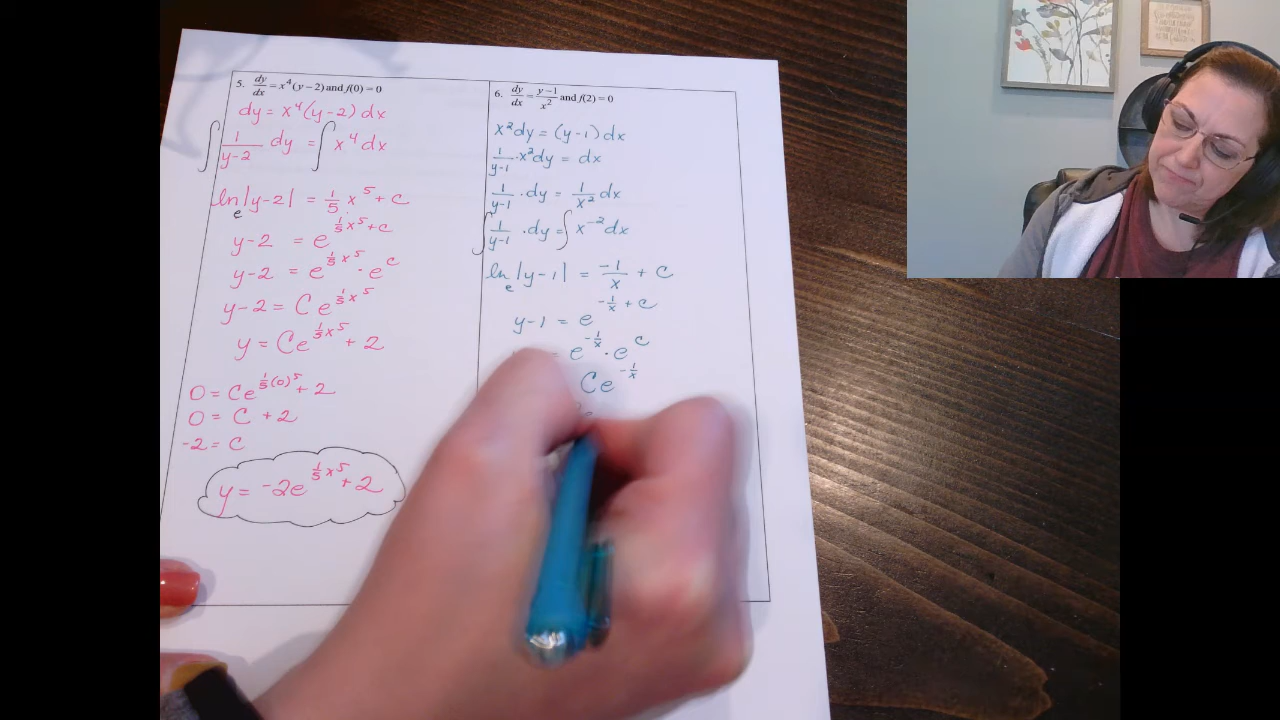 5. dy/dx = x⁴(y−2) and f(0) = 0
dy = x⁴(y-2) dx
∫ 1/(y-2) dy = ∫ x⁴ dx
ln|y-2| = 1/5 x⁵ + c
e
y-2 = e^(1/5 x⁵ + c)
y-2 = e^(1/5 x⁵) · e^c
y-2 = Ce^(1/5 x⁵)
y = Ce^(1/5 x⁵) + 2
0 = Ce^(1/5 (0)⁵) + 2
0 = C + 2
-2 = C
y = -2e^(1/5 x⁵) + 2
6. dy/dx = (y−1)/x² and f(2) = 0
x² dy = (y-1) dx
1/(y-1) · x² dy = dx
1/(y-1) · dy = 1/x² dx
∫ 1/(y-1) · dy = ∫ x⁻² dx
ln|y-1| = -1/x + C
e
y-1 = e^(-1/x + c)
= e^(-1/x) · e^c
Ce^(-1/x)